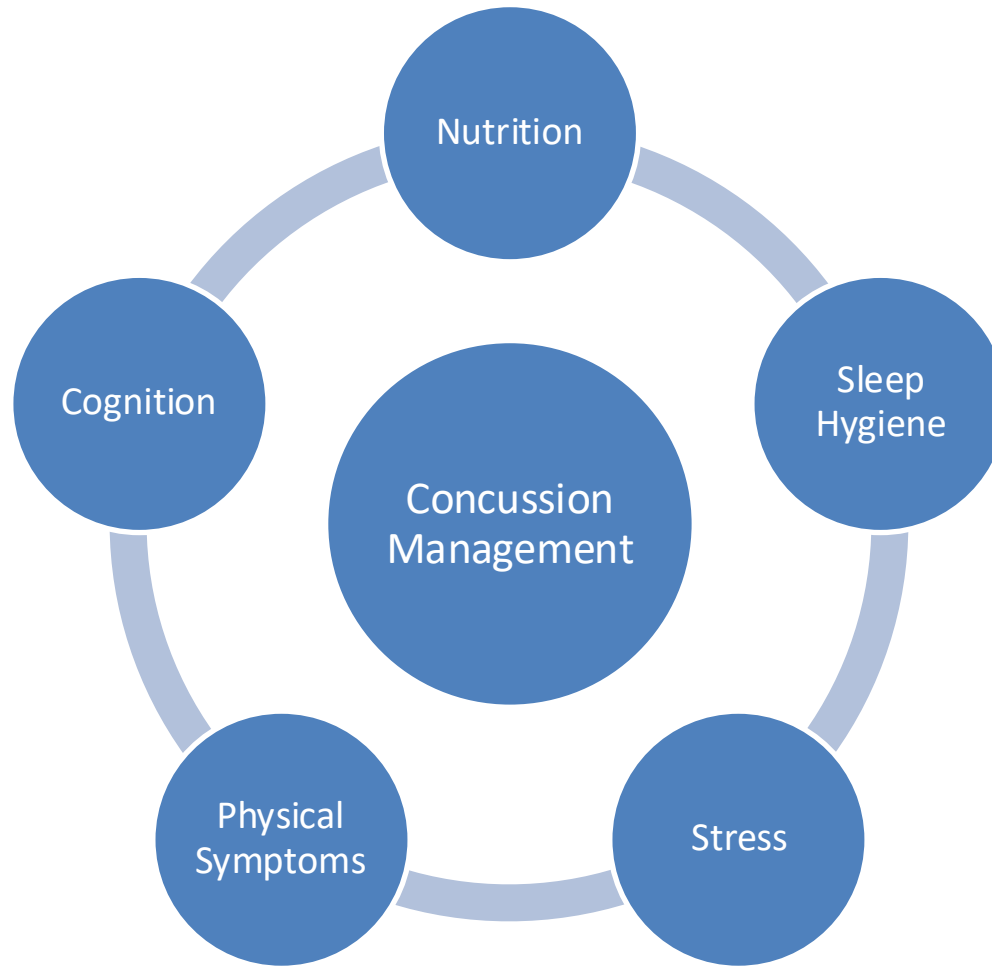 Nutrition
Sleep
Hygiene
Stress
Physical
Symptoms
Cognition
Concussion
Management